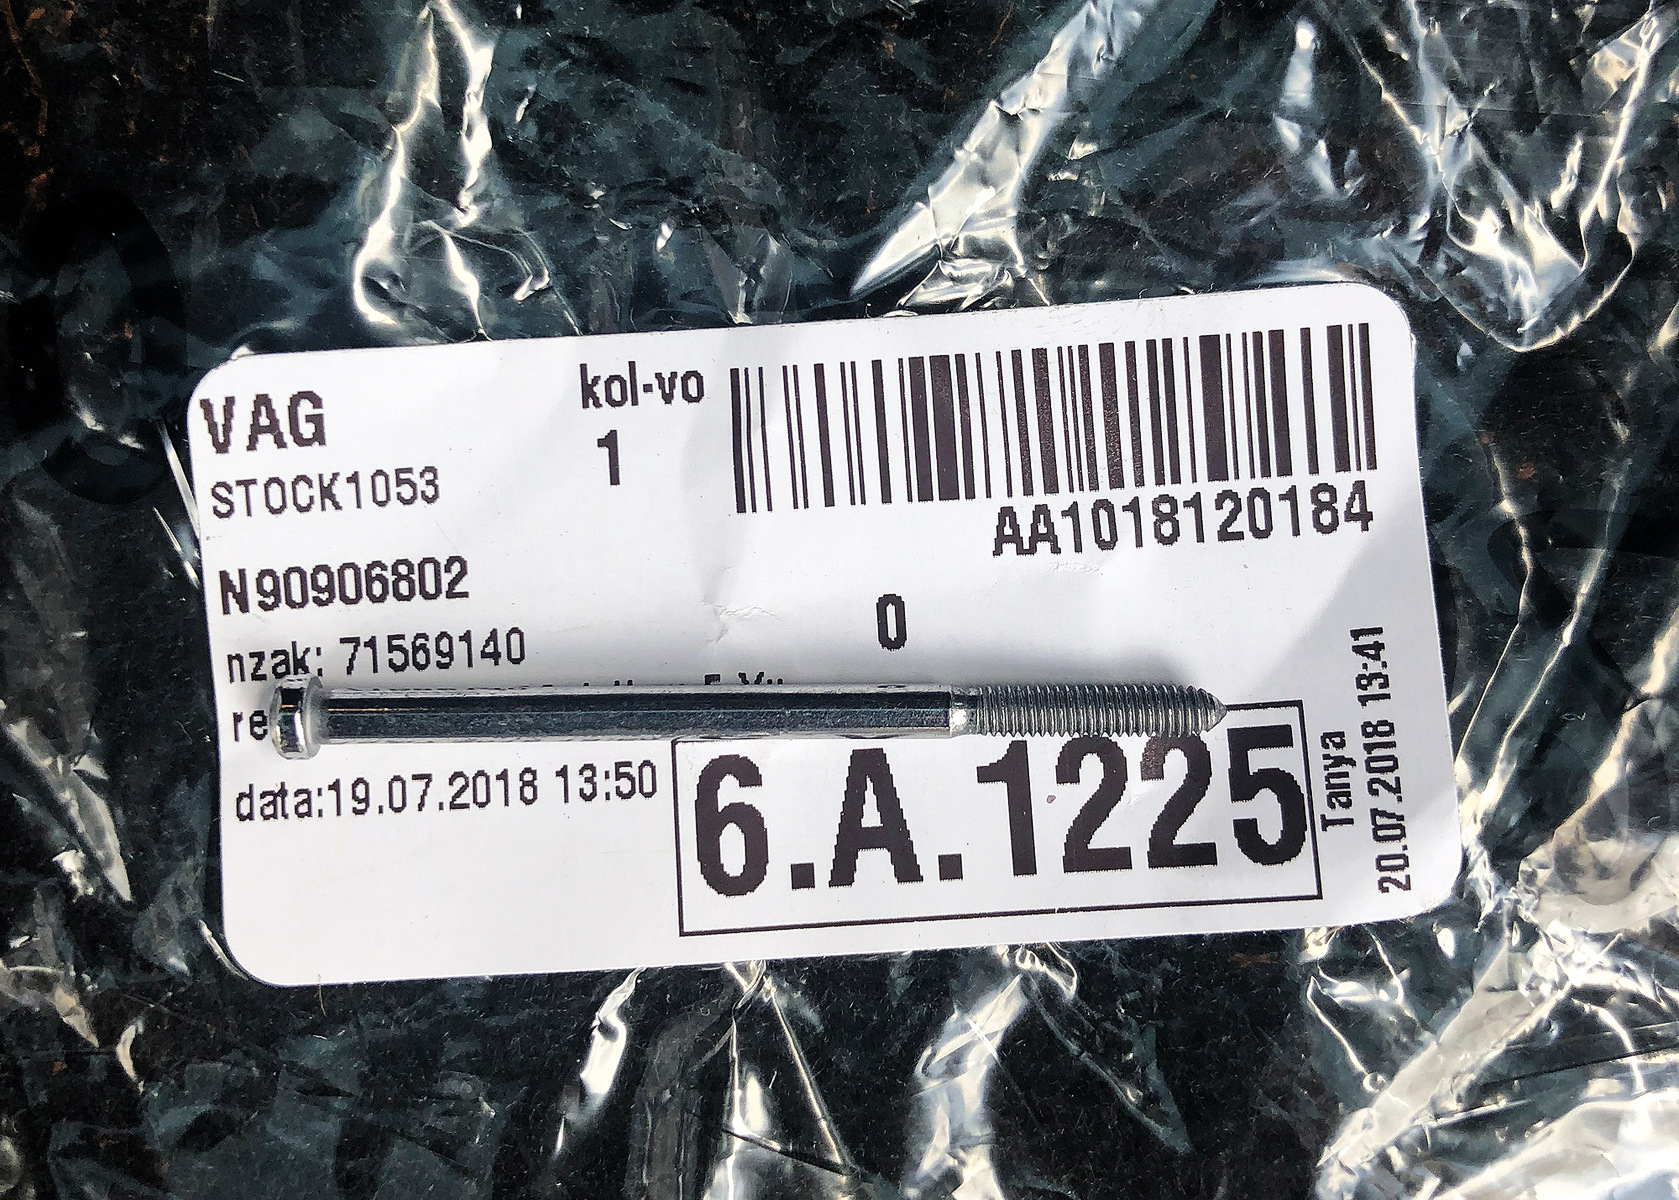 VAG
kol-vo
STOCK1053
1
AA1018120184
N90906802
0
nzak: 71569140
re
data:19.07.2018 13:50
6.A.1225
Tanya
20.07.2018 13:41